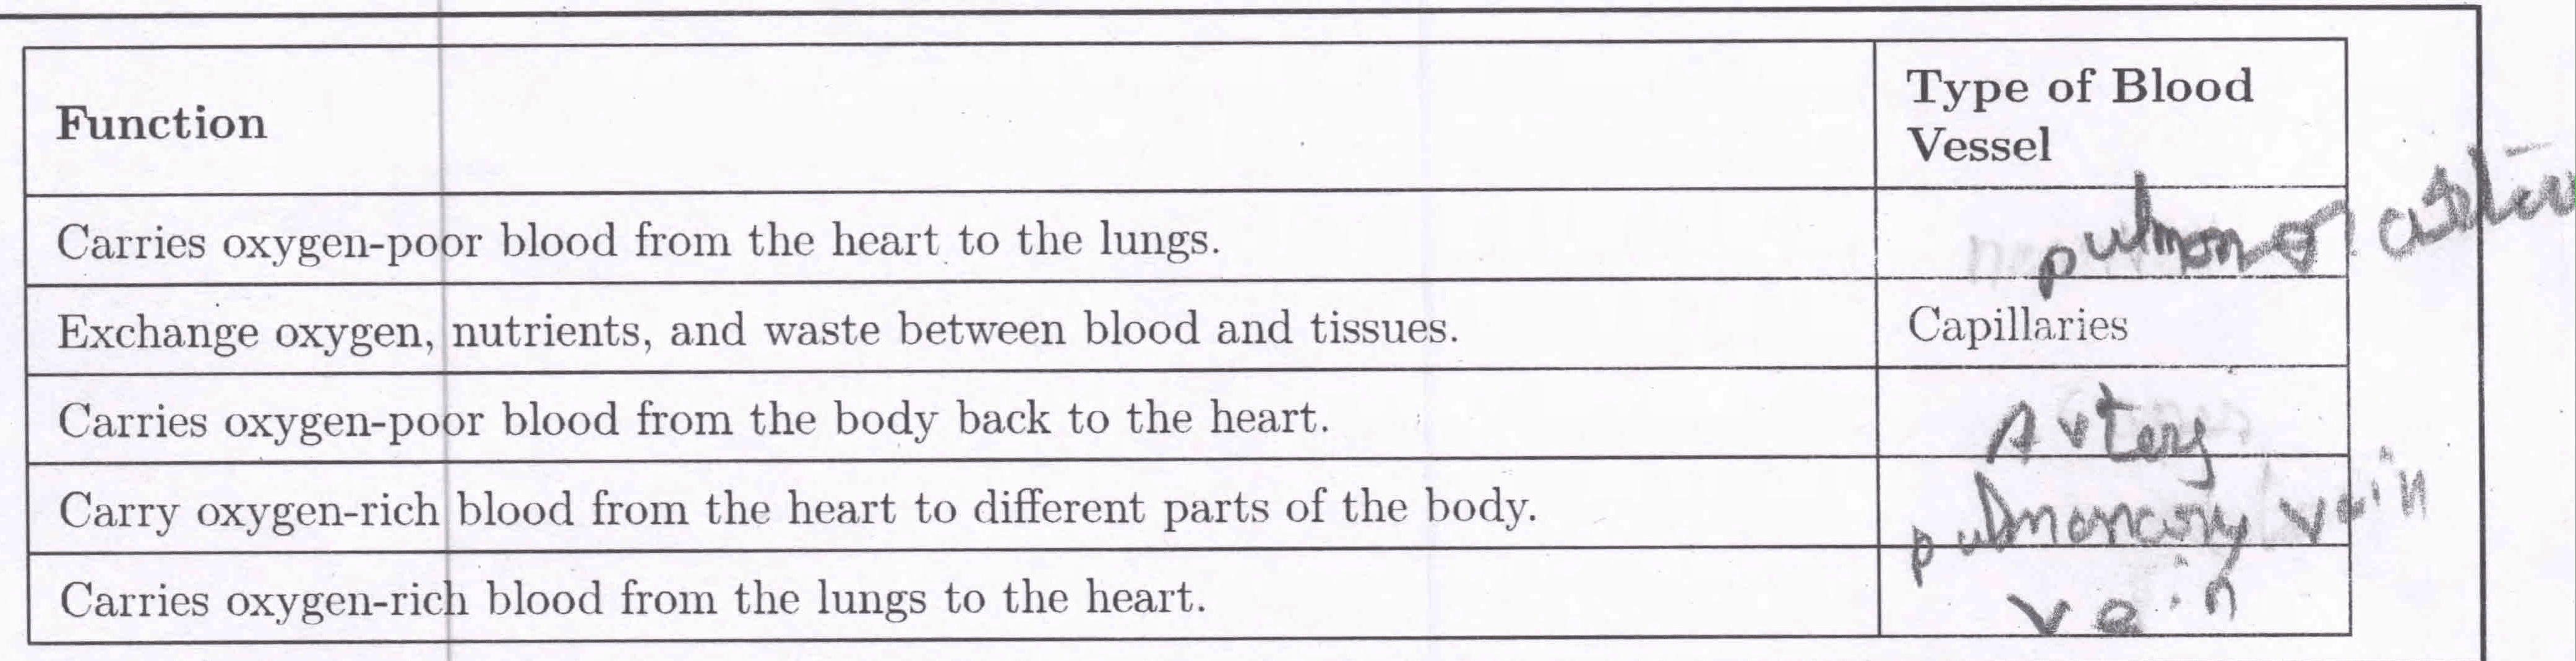 Function
Type of Blood
Vessel
Carries oxygen-poor blood from the heart to the lungs.
Exchange oxygen, nutrients, and waste between blood and tissues. Capillaries
Carries oxygen-poor blood from the body back to the heart. Artery
Carry oxygen-rich blood from the heart to different parts of the body. pulmonary vein
Carries oxygen-rich blood from the lungs to the heart. vein